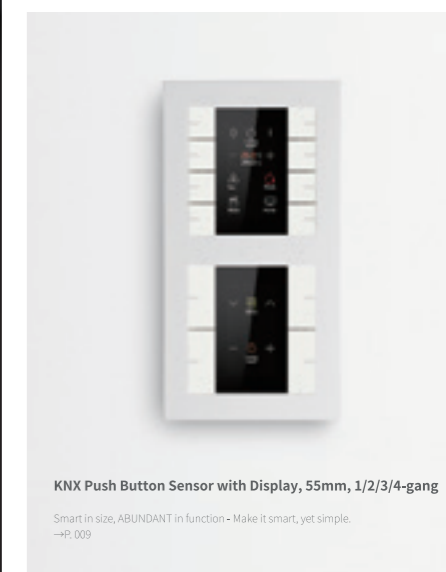 KNX Push Button Sensor with Display, 55mm, 1/2/3/4-gang
Smart in size, ABUNDANT in function - Make it smart, yet simple.
→P. 009